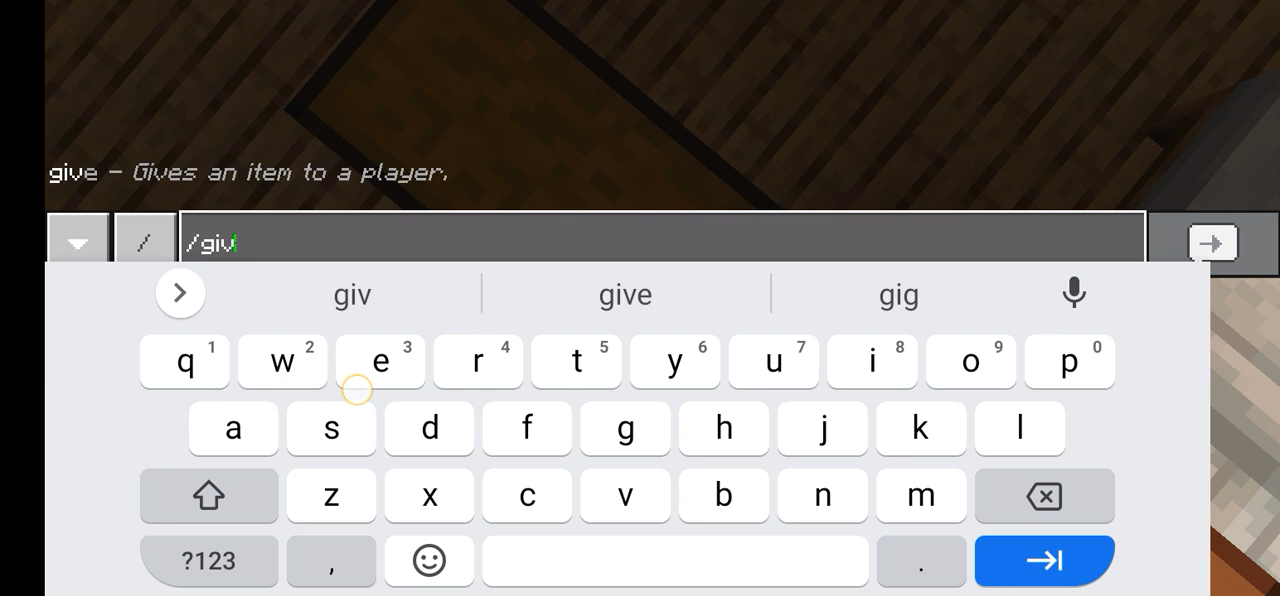 give - Gives an item to a player.
/ /giv
giv give gig
q 1 w 2 e 3 r 4 t 5 y 6 u 7 i 8 o 9 p 0
a s d f g h j k l
z x c v b n m
?123 , .